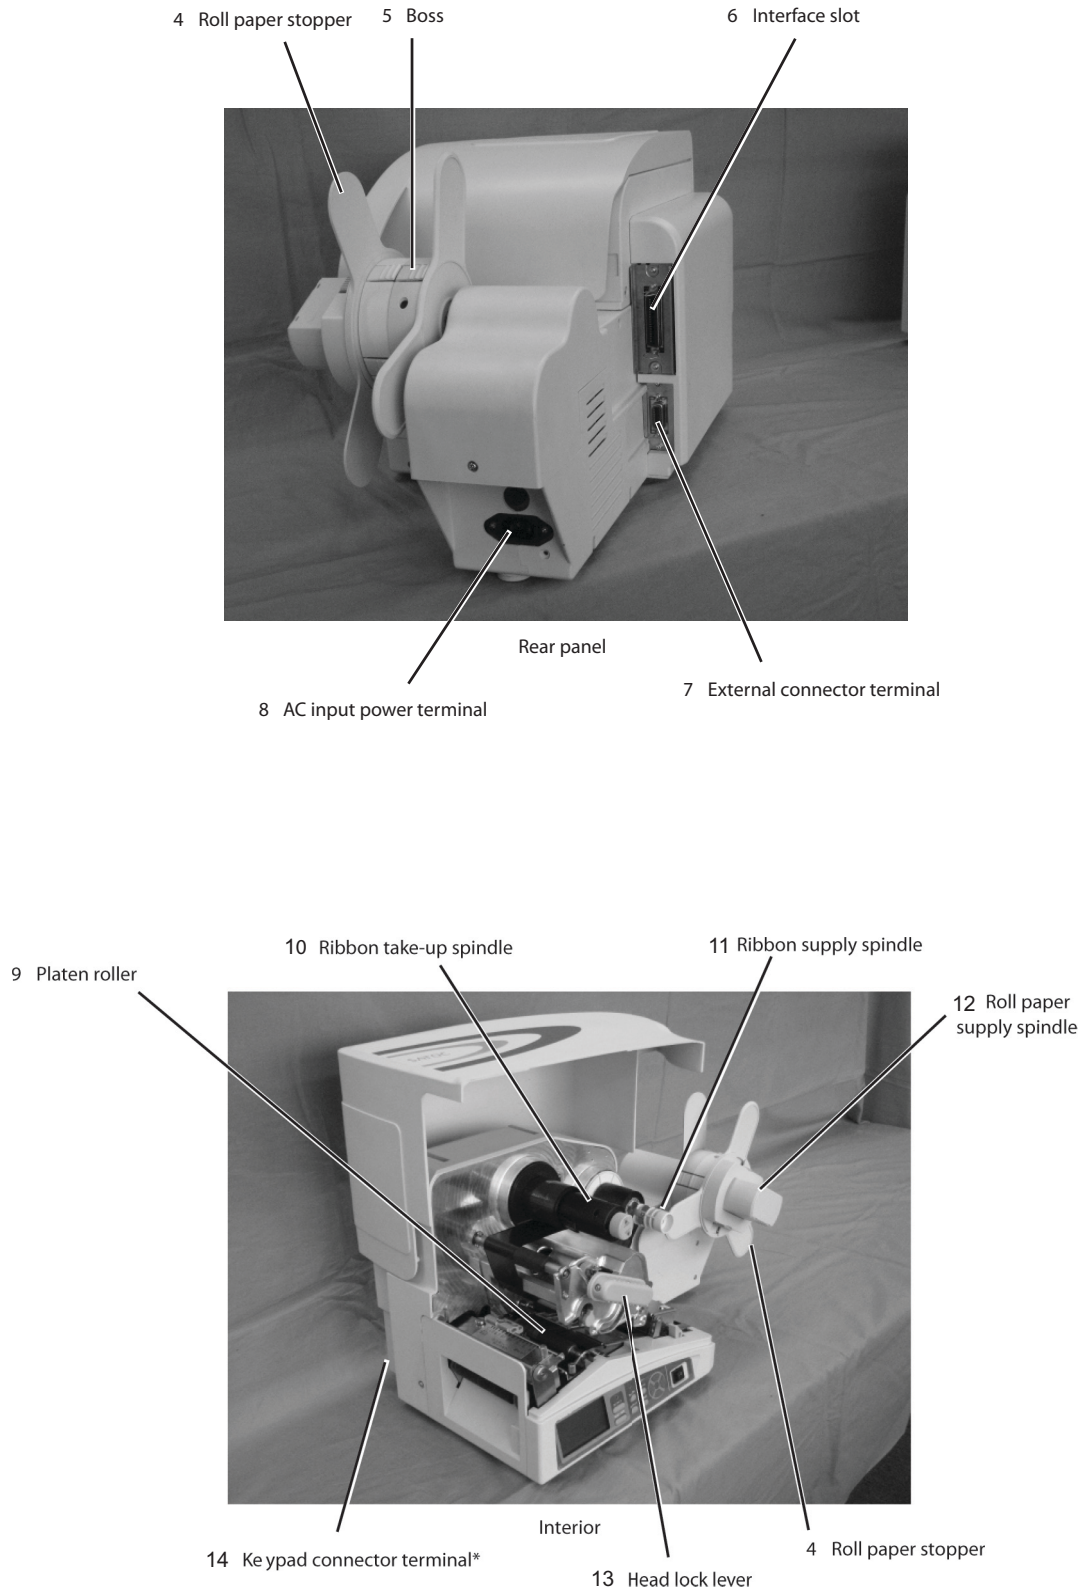 4 Roll paper stopper
5 Boss
6 Interface slot
Rear panel
7 External connector terminal
8 AC input power terminal
10 Ribbon take-up spindle
11 Ribbon supply spindle
9 Platen roller
12 Roll paper
supply spindle
Interior
14 Ke ypad connector terminal*
4 Roll paper stopper
13 Head lock lever